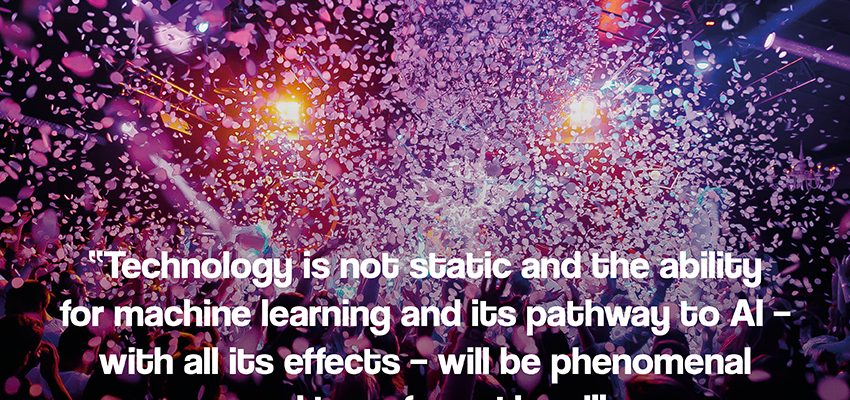 “Technology is not static and the ability
for machine learning and its pathway to AI –
with all its effects – will be phenomenal